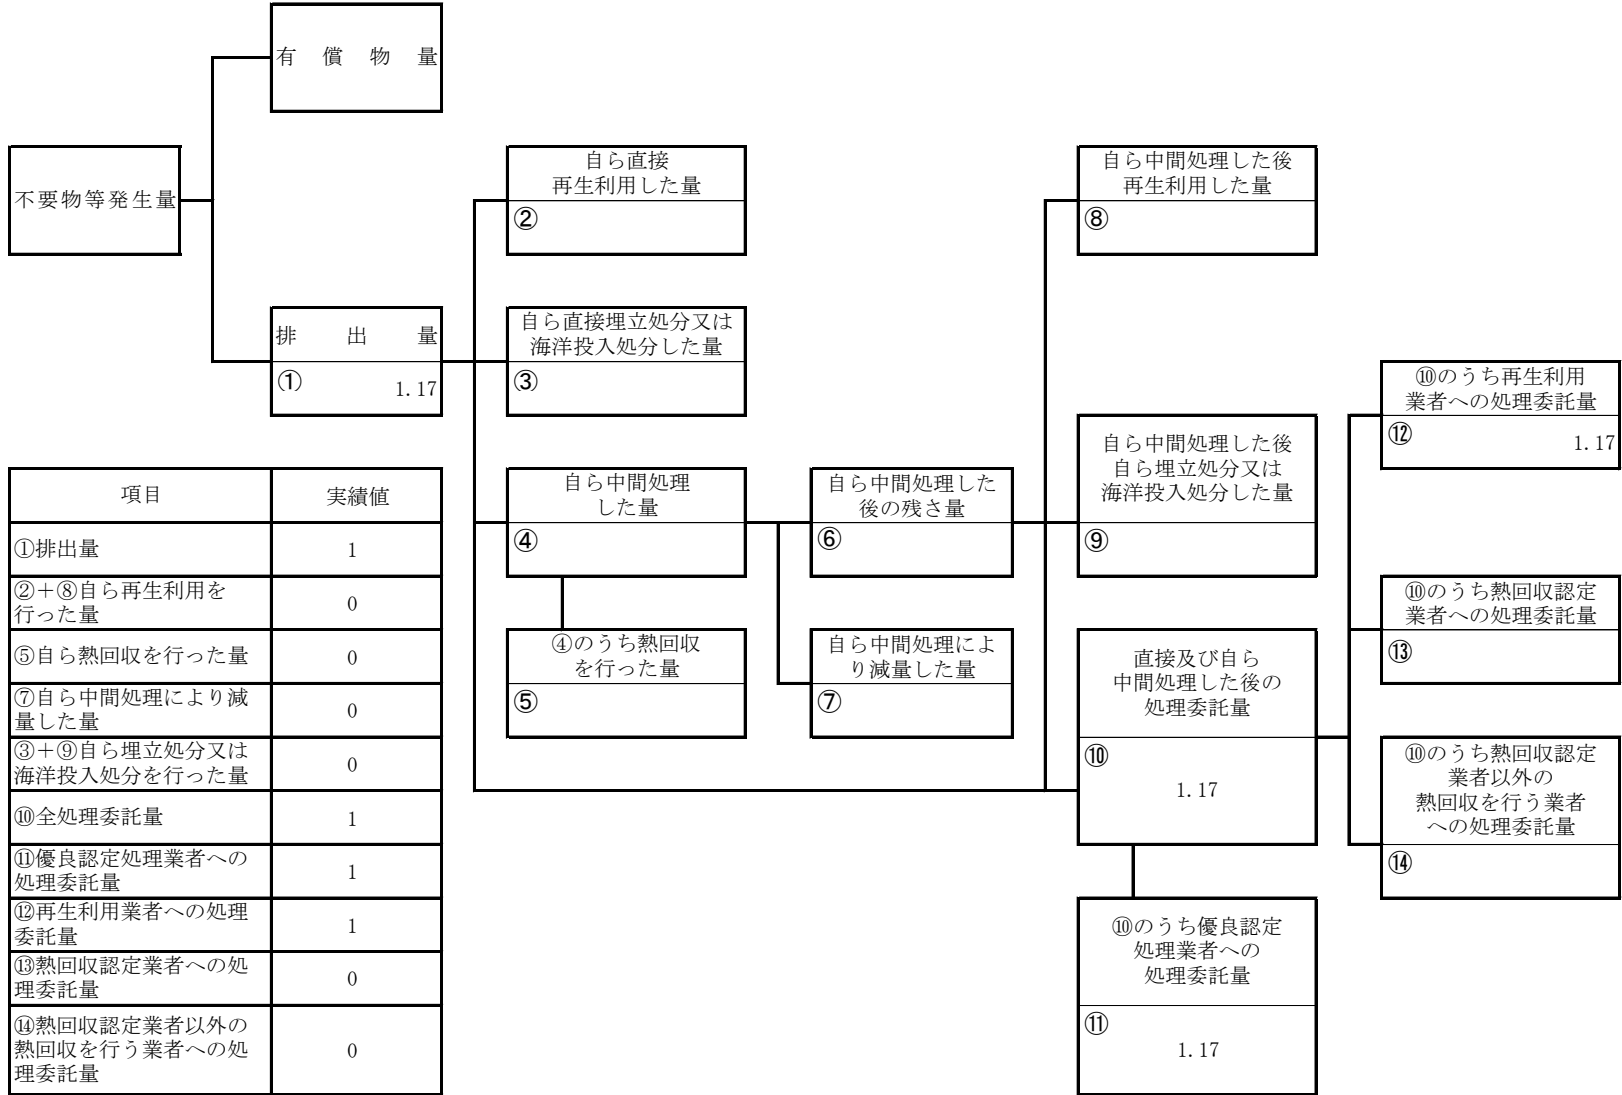 有償物量
不要物等発生量
排出量
① 1.17
自ら直接
再生利用した量
②
自ら直接埋立処分又は
海洋投入処分した量
③
自ら中間処理
した量
④
④のうち熱回収
を行った量
⑤
自ら中間処理した
後の残さ量
⑥
自ら中間処理によ
り減量した量
⑦
自ら中間処理した後
再生利用した量
⑧
自ら中間処理した後
自ら埋立処分又は
海洋投入処分した量
⑨
直接及び自ら
中間処理した後の
処理委託量
⑩
1.17
⑩のうち優良認定
処理業者への
処理委託量
⑪
1.17
⑩のうち再生利用
業者への処理委託量
⑫ 1.17
⑩のうち熱回収認定
業者への処理委託量
⑬
⑩のうち熱回収認定
業者以外の
熱回収を行う業者
への処理委託量
⑭
項目 実績値
①排出量 1
②＋⑧自ら再生利用を
行った量 0
⑤自ら熱回収を行った量 0
⑦自ら中間処理により減
量した量 0
③＋⑨自ら埋立処分又は
海洋投入処分を行った量 0
⑩全処理委託量 1
⑪優良認定処理業者への
処理委託量 1
⑫再生利用業者への処理
委託量 1
⑬熱回収認定業者への処
理委託量 0
⑭熱回収認定業者以外の
熱回収を行う業者への処
理委託量 0